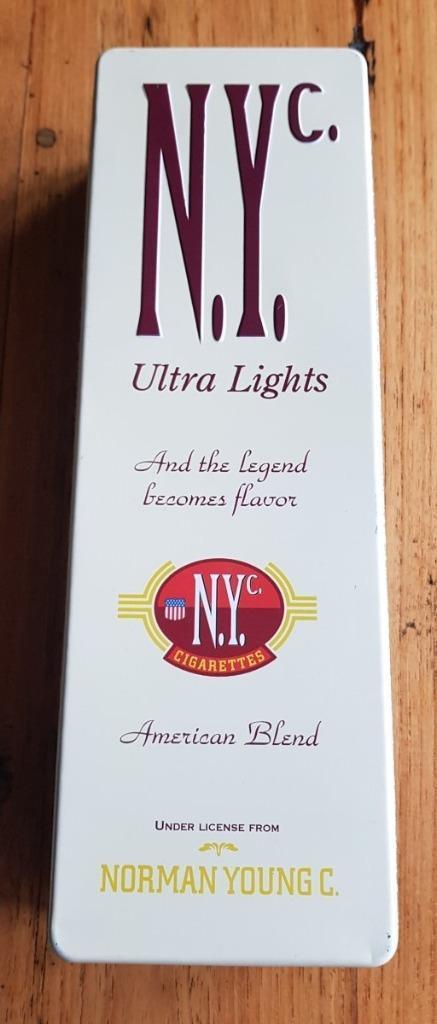 N.Y.C.
Ultra Lights
And the legend
becomes flavor
N.Y.C.
CIGARETTES
American Blend
UNDER LICENSE FROM
NORMAN YOUNG C.